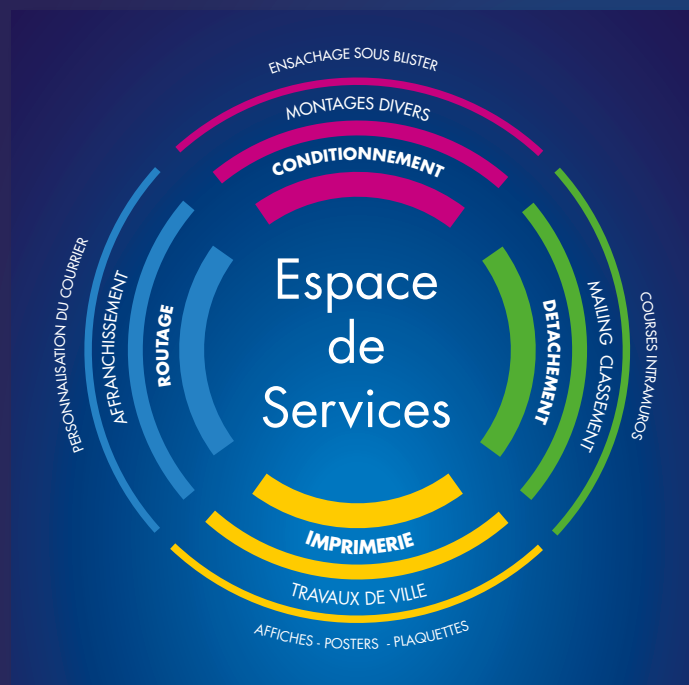 ENSACHAGE SOUS BLISTER
MONTAGES DIVERS
CONDITIONNEMENT
PERSONNALISATION DU COURRIER
AFFRANCHISSEMENT
ROUTAGE
Espace
de
Services
DETACHEMENT
MAILING CLASSEMENT
COURSES INTRAMUROS
IMPRIMERIE
TRAVAUX DE VILLE
AFFICHES - POSTERS - PLAQUETTES